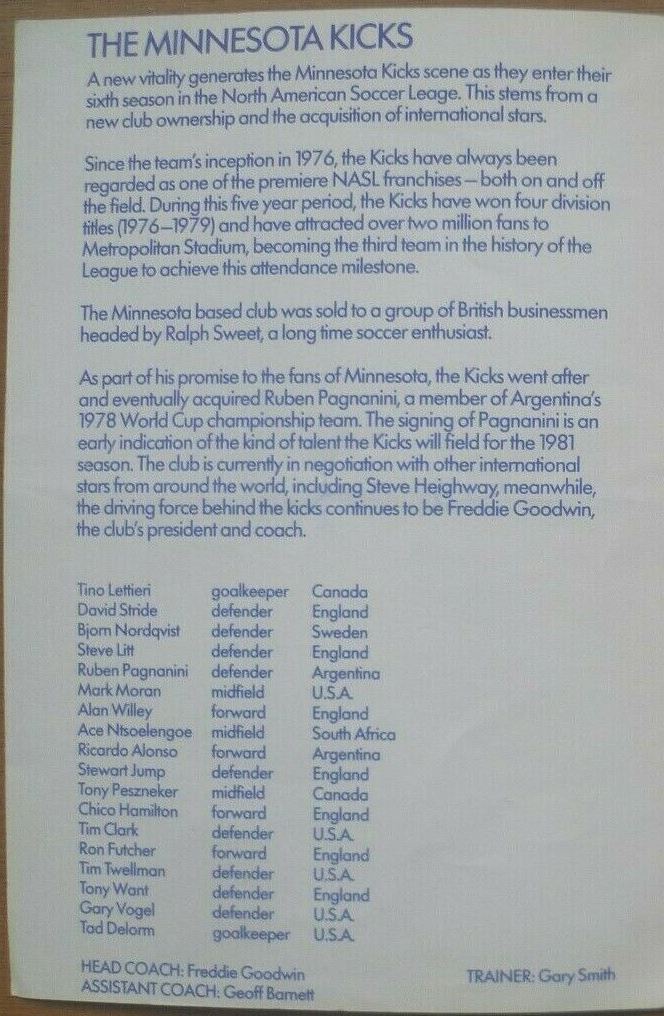 THE MINNESOTA KICKS
A new vitality generates the Minnesota Kicks scene as they enter their
sixth season in the North American Soccer Leage. This stems from a
new club ownership and the acquisition of international stars.
Since the team's inception in 1976, the Kicks have always been
regarded as one of the premiere NASL franchises—both on and off
the field. During this five year period, the Kicks have won four division
titles (1976—1979) and have attracted over two million fans to
Metropolitan Stadium, becoming the third team in the history of the
League to achieve this attendance milestone.
The Minnesota based club was sold to a group of British businessmen
headed by Ralph Sweet, a long time soccer enthusiast.
As part of his promise to the fans of Minnesota, the Kicks went after
and eventually acquired Ruben Pagnanini, a member of Argentina's
1978 World Cup championship team. The signing of Pagnanini is an
early indication of the kind of talent the Kicks will field for the 1981
season. The club is currently in negotiation with other international
stars from around the world, including Steve Heighway, meanwhile,
the driving force behind the kicks continues to be Freddie Goodwin,
the club's president and coach.
Tino Lettieri goalkeeper Canada
David Stride defender England
Bjorn Nordqvist defender Sweden
Steve Litt defender England
Ruben Pagnanini defender Argentina
Mark Moran midfield U.S.A.
Alan Willey forward England
Ace Ntsoelengoe midfield South Africa
Ricardo Alonso forward Argentina
Stewart Jump defender England
Tony Peszneker midfield Canada
Chico Hamilton forward England
Tim Clark defender U.S.A.
Ron Futcher forward England
Tim Twellman defender U.S.A.
Tony Want defender England
Gary Vogel defender U.S.A.
Tad Delorm goalkeeper U.S.A.
HEAD COACH: Freddie Goodwin TRAINER: Gary Smith
ASSISTANT COACH: Geoff Barnett